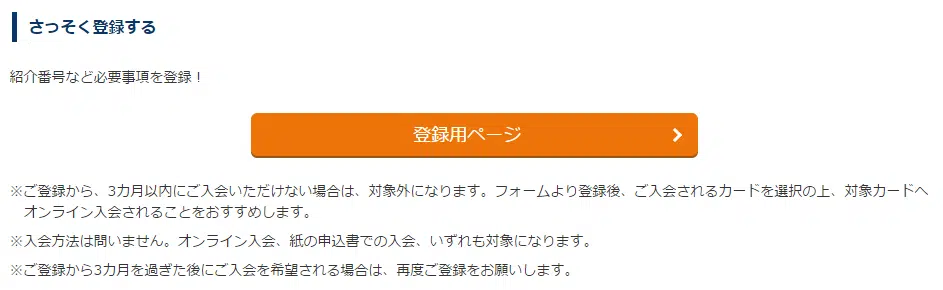 さっそく登録する
紹介番号など必要事項を登録！
登録用ページ
※ご登録から、3カ月以内にご入会いただけない場合は、対象外になります。フォームより登録後、ご入会されるカードを選択の上、対象カードへ
オンライン入会されることをおすすめします。
※入会方法は問いません。オンライン入会、紙の申込書での入会、いずれも対象になります。
※ご登録から3カ月を過ぎた後にご入会を希望される場合は、再度ご登録をお願いします。